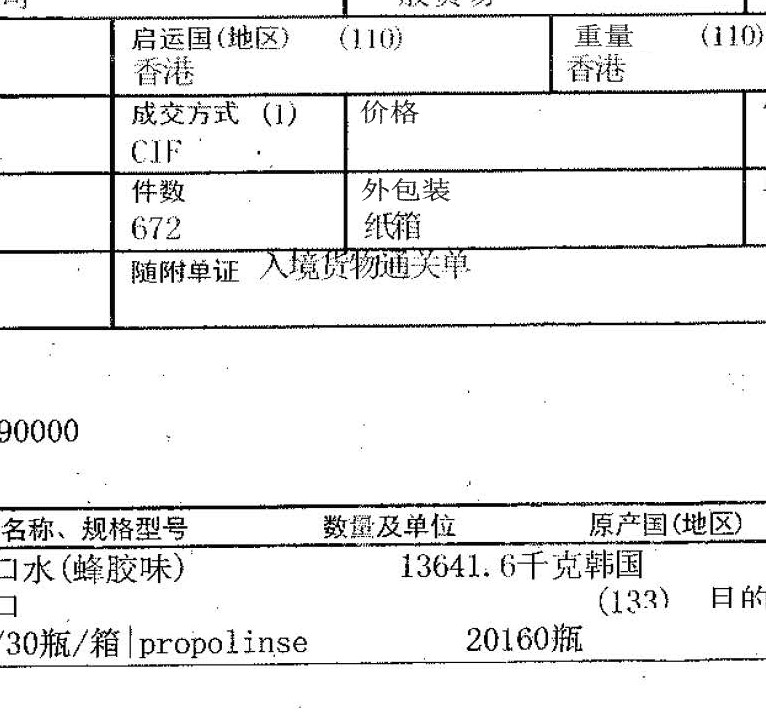 启运国(地区) (110) 重量 (110)
香港 香港
成交方式 (1) 价格
CIF
件数 外包装
672 纸箱
随附单证 入境货物通关单
90000
名称、规格型号 数量及单位 原产国(地区)
口水(蜂胶味) 13641.6千克韩国
口 (133) 目的
/30瓶/箱|propolinse 20160瓶